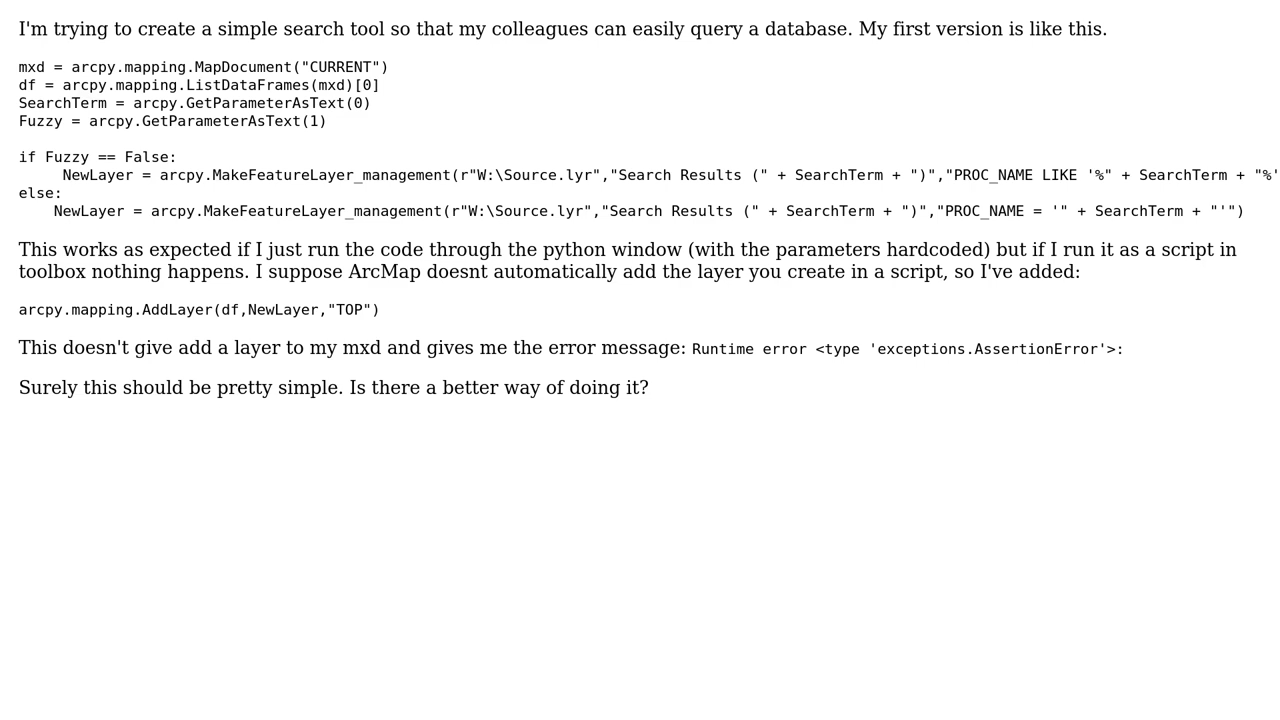 I'm trying to create a simple search tool so that my colleagues can easily query a database. My first version is like this.
mxd = arcpy.mapping.MapDocument("CURRENT")
df = arcpy.mapping.ListDataFrames(mxd)[0]
SearchTerm = arcpy.GetParameterAsText(0)
Fuzzy = arcpy.GetParameterAsText(1)
if Fuzzy == False:
     NewLayer = arcpy.MakeFeatureLayer_management(r"W:\Source.lyr","Search Results (" + SearchTerm + ")","PROC_NAME LIKE '%" + SearchTerm + "%'
else:
    NewLayer = arcpy.MakeFeatureLayer_management(r"W:\Source.lyr","Search Results (" + SearchTerm + ")","PROC_NAME = '" + SearchTerm + "'")
This works as expected if I just run the code through the python window (with the parameters hardcoded) but if I run it as a script in
toolbox nothing happens. I suppose ArcMap doesnt automatically add the layer you create in a script, so I've added:
arcpy.mapping.AddLayer(df,NewLayer,"TOP")
This doesn't give add a layer to my mxd and gives me the error message: Runtime error <type 'exceptions.AssertionError'>:
Surely this should be pretty simple. Is there a better way of doing it?